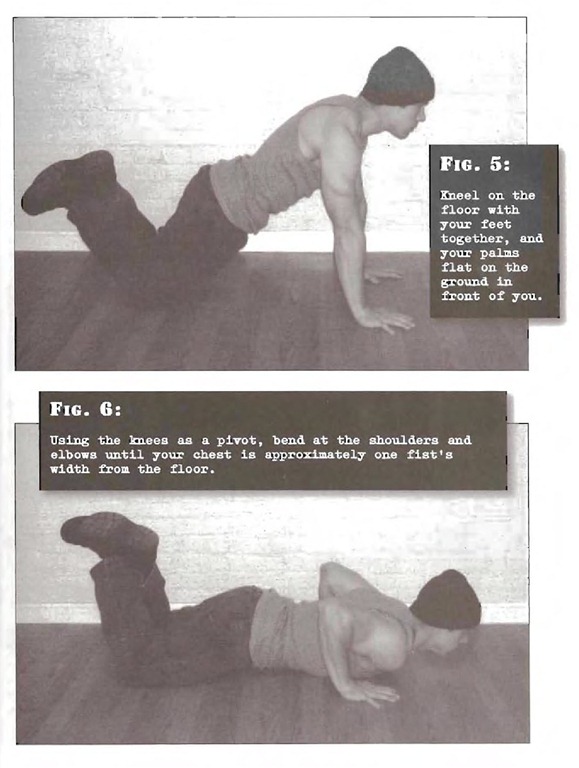 FIG. 5:
Kneel on the
floor with
your feet
together, and
your palms
flat on the
ground in
front of you.
FIG. 6:
Using the knees as a pivot, bend at the shoulders and
elbows until your chest is approximately one fist's
width from the floor.